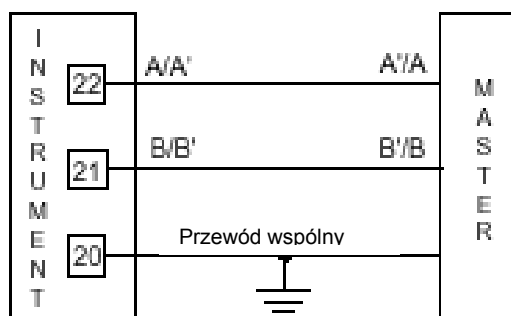 INSTRUMENT
22
A/A'
A'/A
21
B/B'
B'/B
20
Przewód wspólny
MASTER